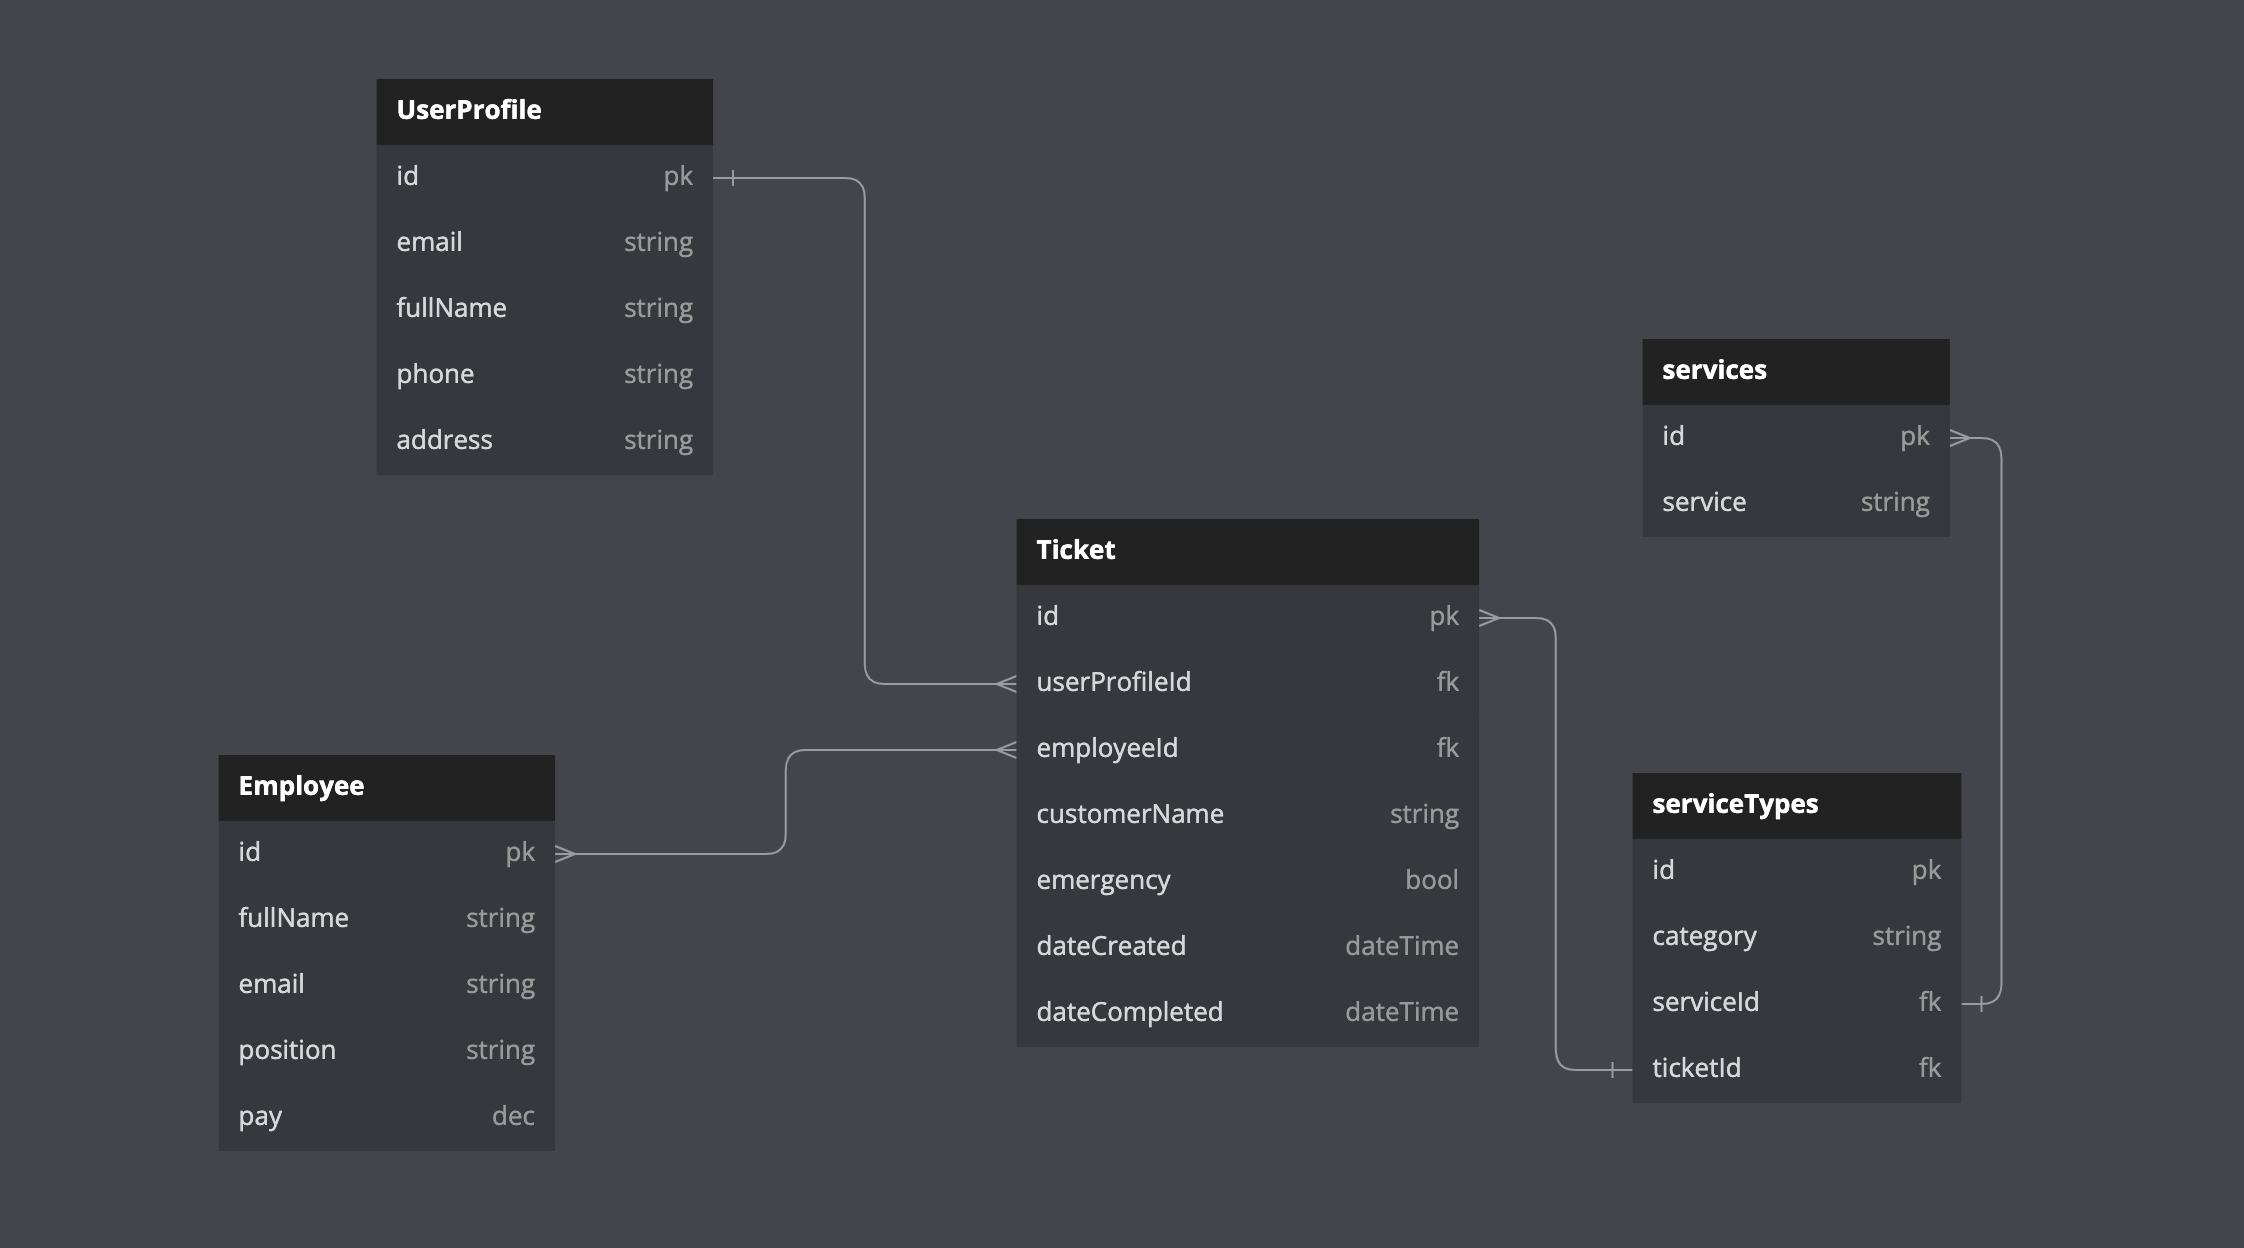 UserProfile
id pk
email string
fullName string
phone string
address string
services
id pk
service string
Ticket
id pk
userProfileId fk
employeeId fk
customerName string
emergency bool
dateCreated dateTime
dateCompleted dateTime
Employee
id pk
fullName string
email string
position string
pay dec
serviceTypes
id pk
category string
serviceId fk
ticketId fk